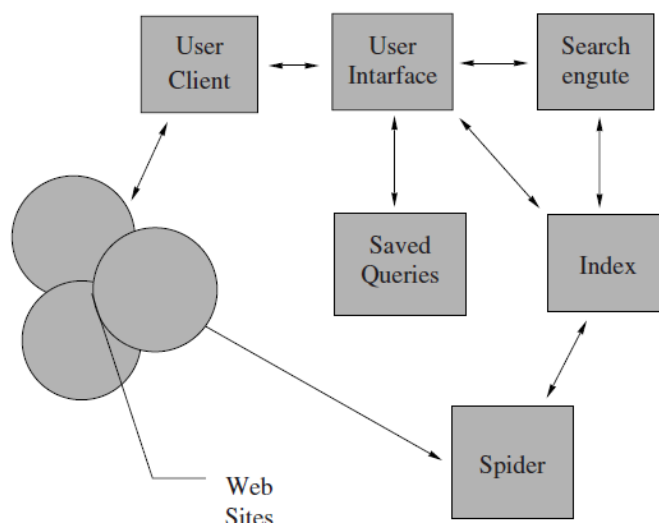 User
Client
User
Intarface
Search
engute
Saved
Queries
Index
Spider
Web
Sites